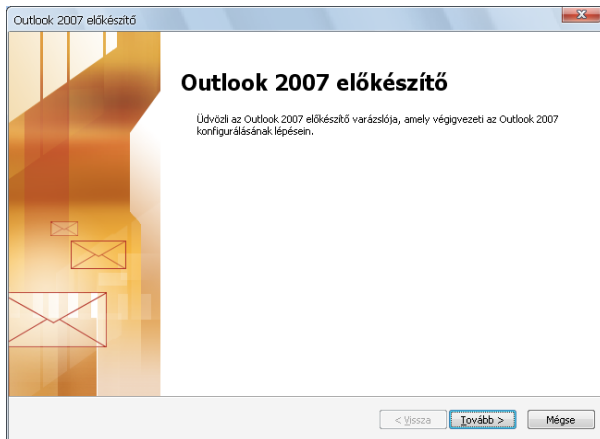 Outlook 2007 előkészítő
Outlook 2007 előkészítő
Üdvözli az Outlook 2007 előkészítő varázslója, amely végigvezeti az Outlook 2007
konfigurálásának lépésein.
< Vissza Tovább > Mégse